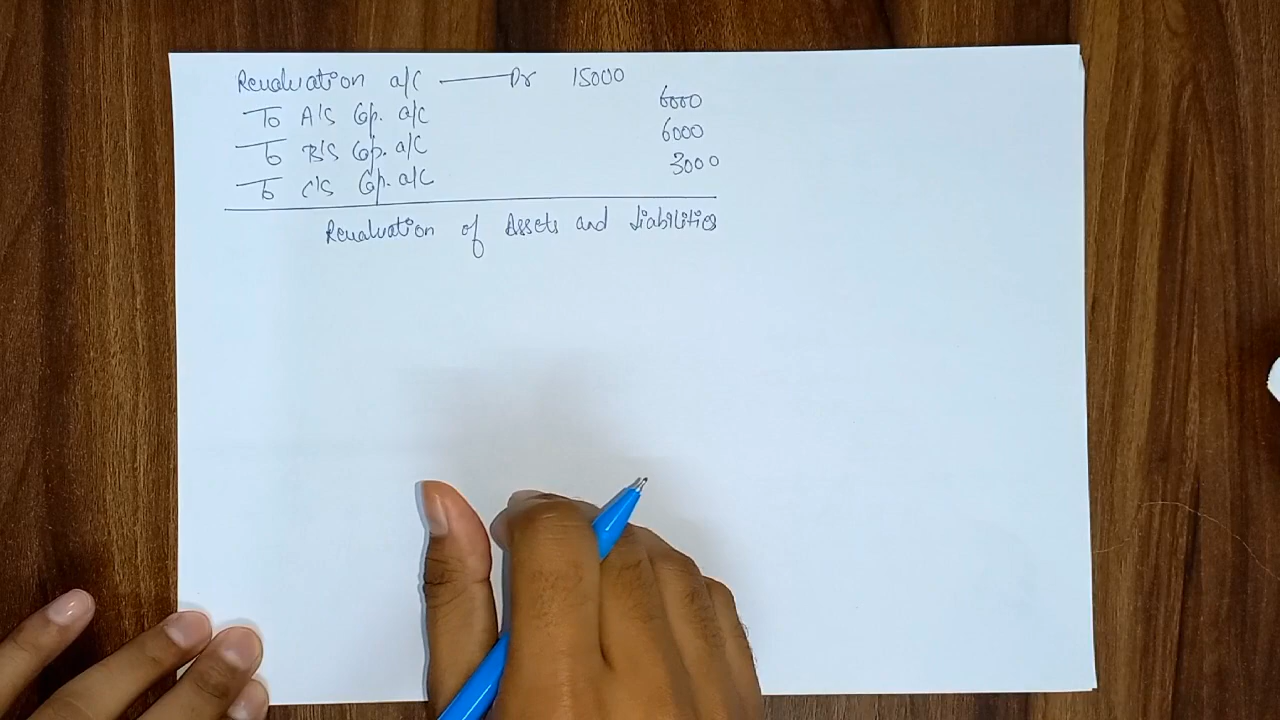 Revaluation a/c —— Dr 15000
To A's Cap. a/c 6000
To B's Cap. a/c 6000
To C's Cap. a/c 3000
Revaluation of Assets and Liabilities